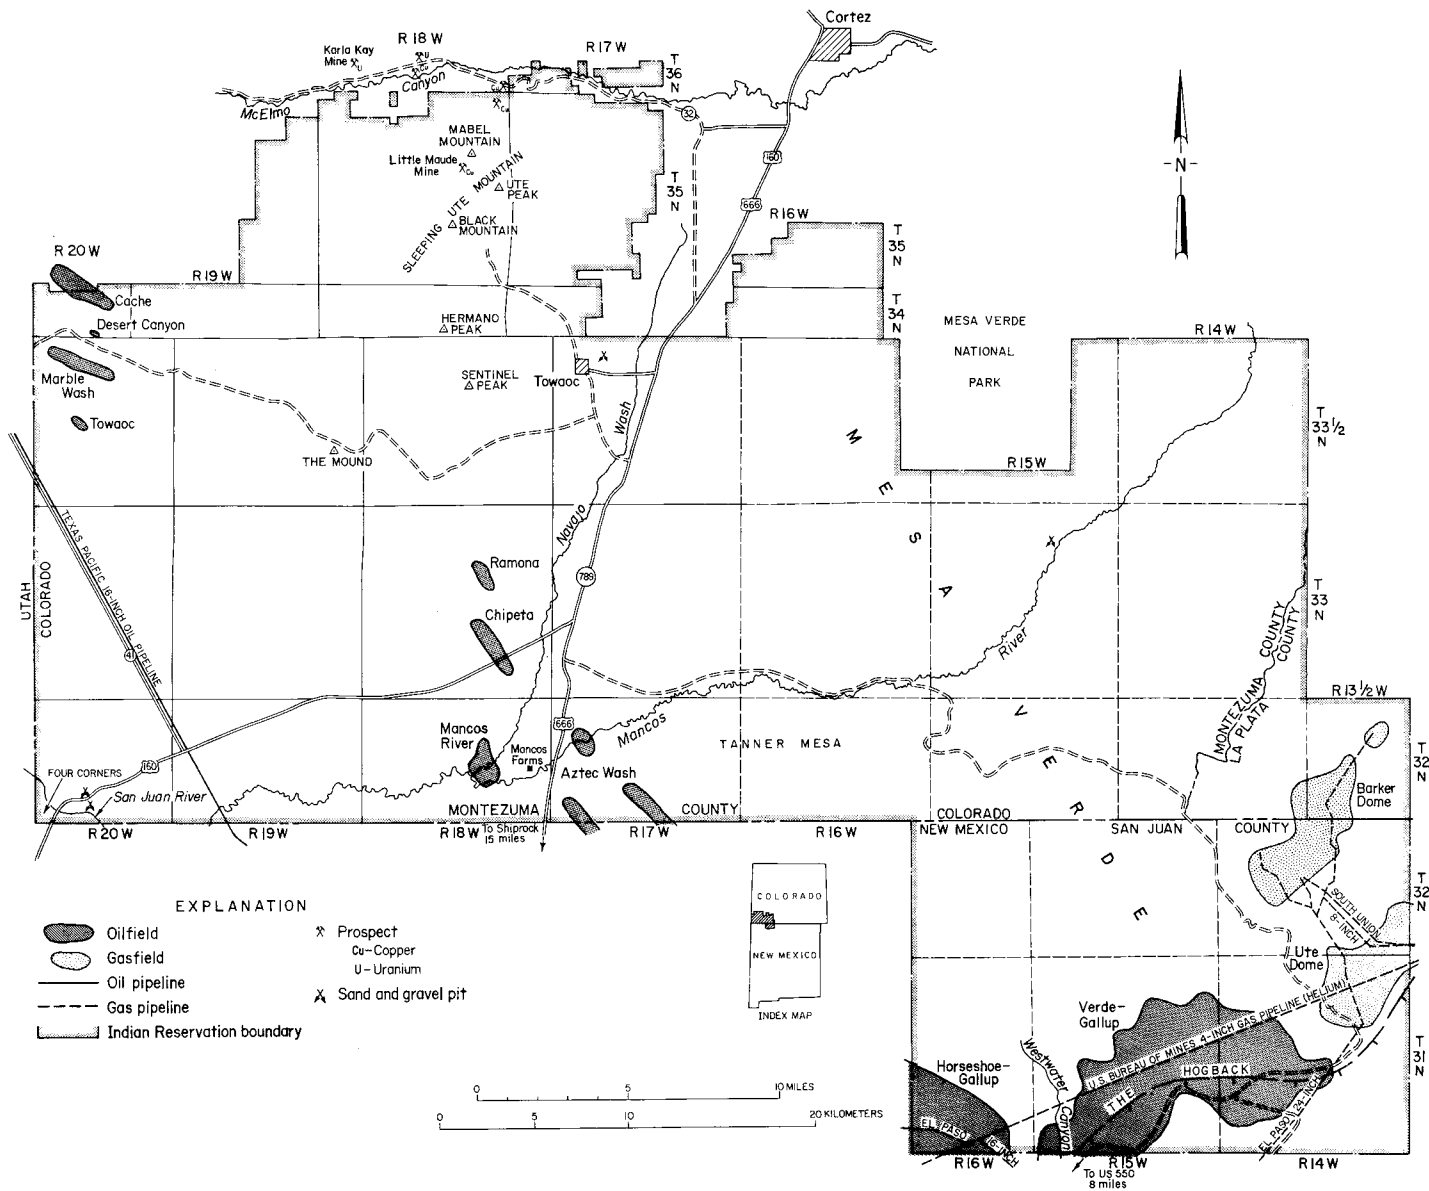 Cortez
R 18 W
Karla Kay
Mine
U
U
Cu
R 17 W
T
36
N
Canyon
McElmo
Cu
Cu
32
MABEL
MOUNTAIN
Little Maude
Mine
Cu
SLEEPING UTE MOUNTAIN
UTE
PEAK
BLACK
MOUNTAIN
T
35
N
160
666
R 16 W
T
35
N
-N-
R 20 W
R 19 W
Cache
Desert Canyon
HERMANO
PEAK
T
34
N
MESA VERDE
NATIONAL
PARK
R 14 W
Marble
Wash
SENTINEL
PEAK
Towaoc
Towaoc
THE MOUND
Navajo Wash
MESA VERDE
R 15 W
T
33 1/2
N
TEXAS PACIFIC 16-INCH OIL PIPELINE
41
UTAH
COLORADO
Ramona
789
Chipeta
River
T
33
N
MONTEZUMA COUNTY
LA PLATA COUNTY
R 13 1/2 W
Mancos
River
666
Mancos
Farms
Mancos
TANNER MESA
Aztec Wash
T
32
N
Barker
Dome
160
FOUR CORNERS
San Juan River
MONTEZUMA COUNTY
COLORADO
NEW MEXICO
SAN JUAN COUNTY
R 20 W
R 19 W
R 18 W
To Shiprock
15 miles
R 17 W
R 16 W
T
32
N
SOUTH UNION
8-INCH
Ute
Dome
EXPLANATION
Oilfield
Gasfield
Oil pipeline
Gas pipeline
Indian Reservation boundary
Prospect
Cu-Copper
U-Uranium
Sand and gravel pit
COLORADO
NEW MEXICO
INDEX MAP
Verde-
Gallup
U.S. BUREAU OF MINES 4-INCH GAS PIPELINE (HELIUM)
THE HOGBACK
T
31
N
Horseshoe-
Gallup
Westwater Canyon
EL PASO 16-INCH
EL PASO 24-INCH
R 16 W
R 15 W
R 14 W
To US 550
8 miles
0 5 10 MILES
0 5 10 20 KILOMETERS